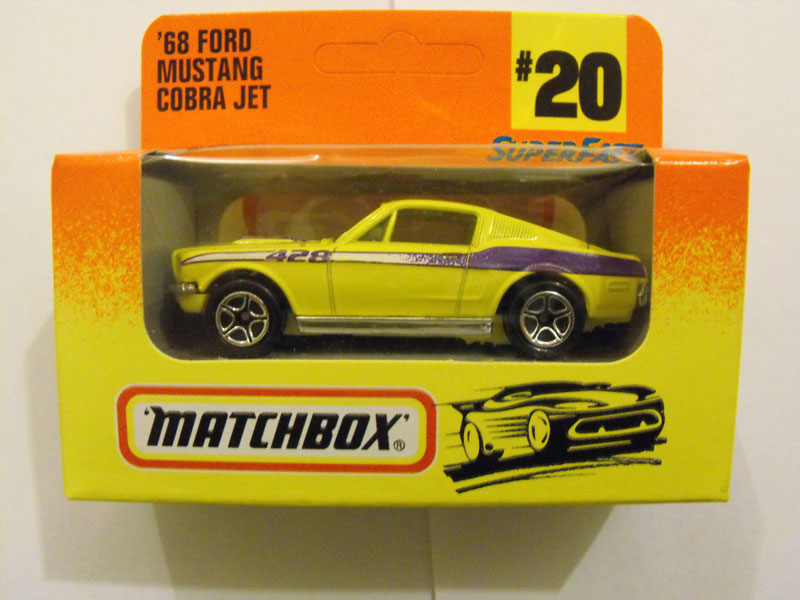 '68 FORD
MUSTANG
COBRA JET
#20
SUPERFAST
428
'MATCHBOX'®